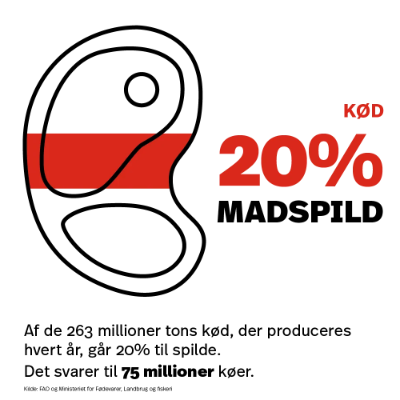 KØD
20%
MADSPILD
Af de 263 millioner tons kød, der produceres
hvert år, går 20% til spilde.
Det svarer til 75 millioner køer.
Kilde: FAO og Ministeriet for Fødevarer, Landbrug og fiskeri